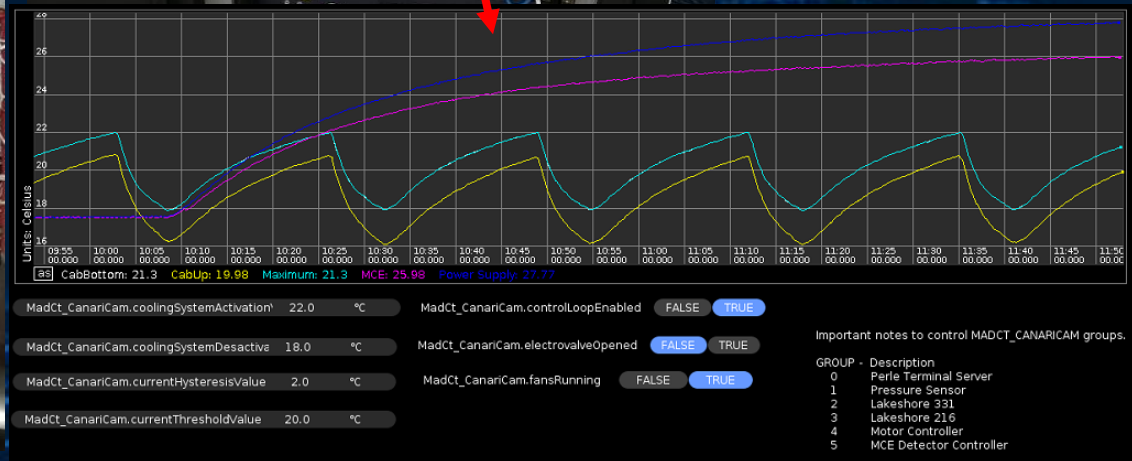 28
26
24
22
20
18
16
Units: Celsius
09:55 10:00 10:05 10:10 10:15 10:20 10:25 10:30 10:35 10:40 10:45 10:50 10:55 11:00 11:05 11:10 11:15 11:20 11:25 11:30 11:35 11:40 11:45 11:50
00.000 00.000 00.000 00.000 00.000 00.000 00.000 00.000 00.000 00.000 00.000 00.000 00.000 00.000 00.000 00.000 00.000 00.000 00.000 00.000 00.000 00.000 00.000 00.000
as CabBottom: 21.3 CabUp: 19.98 Maximum: 21.3 MCE: 25.98 Power Supply: 27.77
MadCt_CanariCam.coolingSystemActivation 22.0 °C
MadCt_CanariCam.controlLoopEnabled FALSE TRUE
MadCt_CanariCam.coolingSystemDesactiva 18.0 °C
MadCt_CanariCam.electrovalveOpened FALSE TRUE
MadCt_CanariCam.currentHysteresisValue 2.0 °C
MadCt_CanariCam.fansRunning FALSE TRUE
MadCt_CanariCam.currentThresholdValue 20.0 °C
Important notes to control MADCT_CANARICAM groups.
GROUP - Description
0 Perle Terminal Server
1 Pressure Sensor
2 Lakeshore 331
3 Lakeshore 216
4 Motor Controller
5 MCE Detector Controller